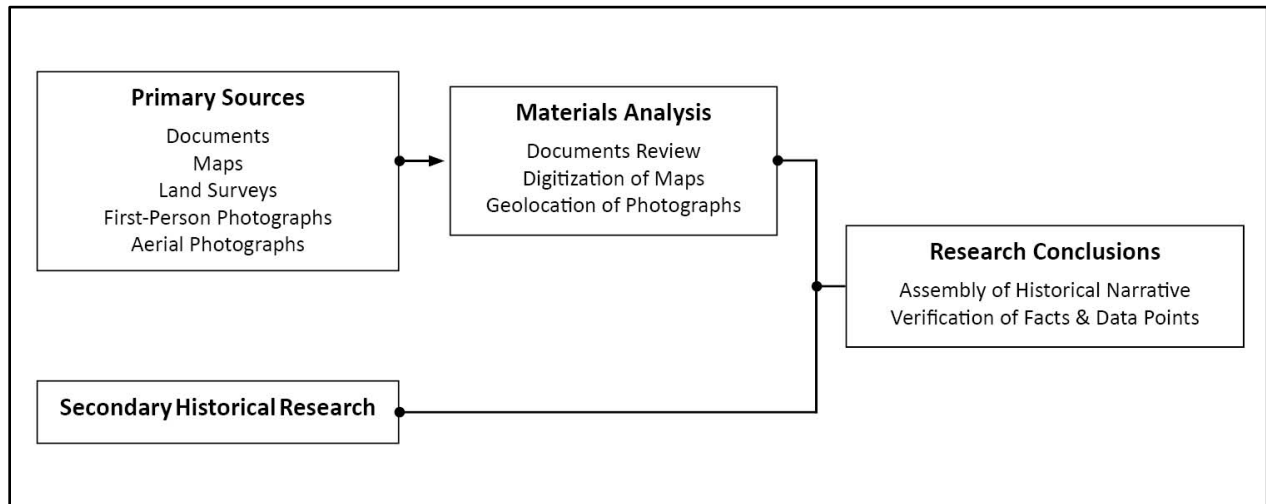 Primary Sources
Documents
Maps
Land Surveys
First-Person Photographs
Aerial Photographs
Materials Analysis
Documents Review
Digitization of Maps
Geolocation of Photographs
Research Conclusions
Assembly of Historical Narrative
Verification of Facts & Data Points
Secondary Historical Research